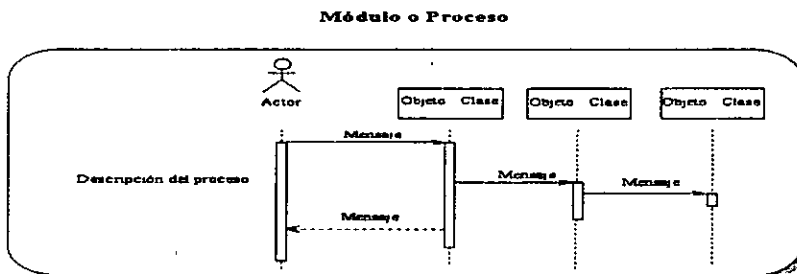 Módulo o Proceso
Actor
Objeto Clase
Objeto Clase
Objeto Clase
Mensaje
Descripción del proceso
Mensaje
Mensaje
Mensaje